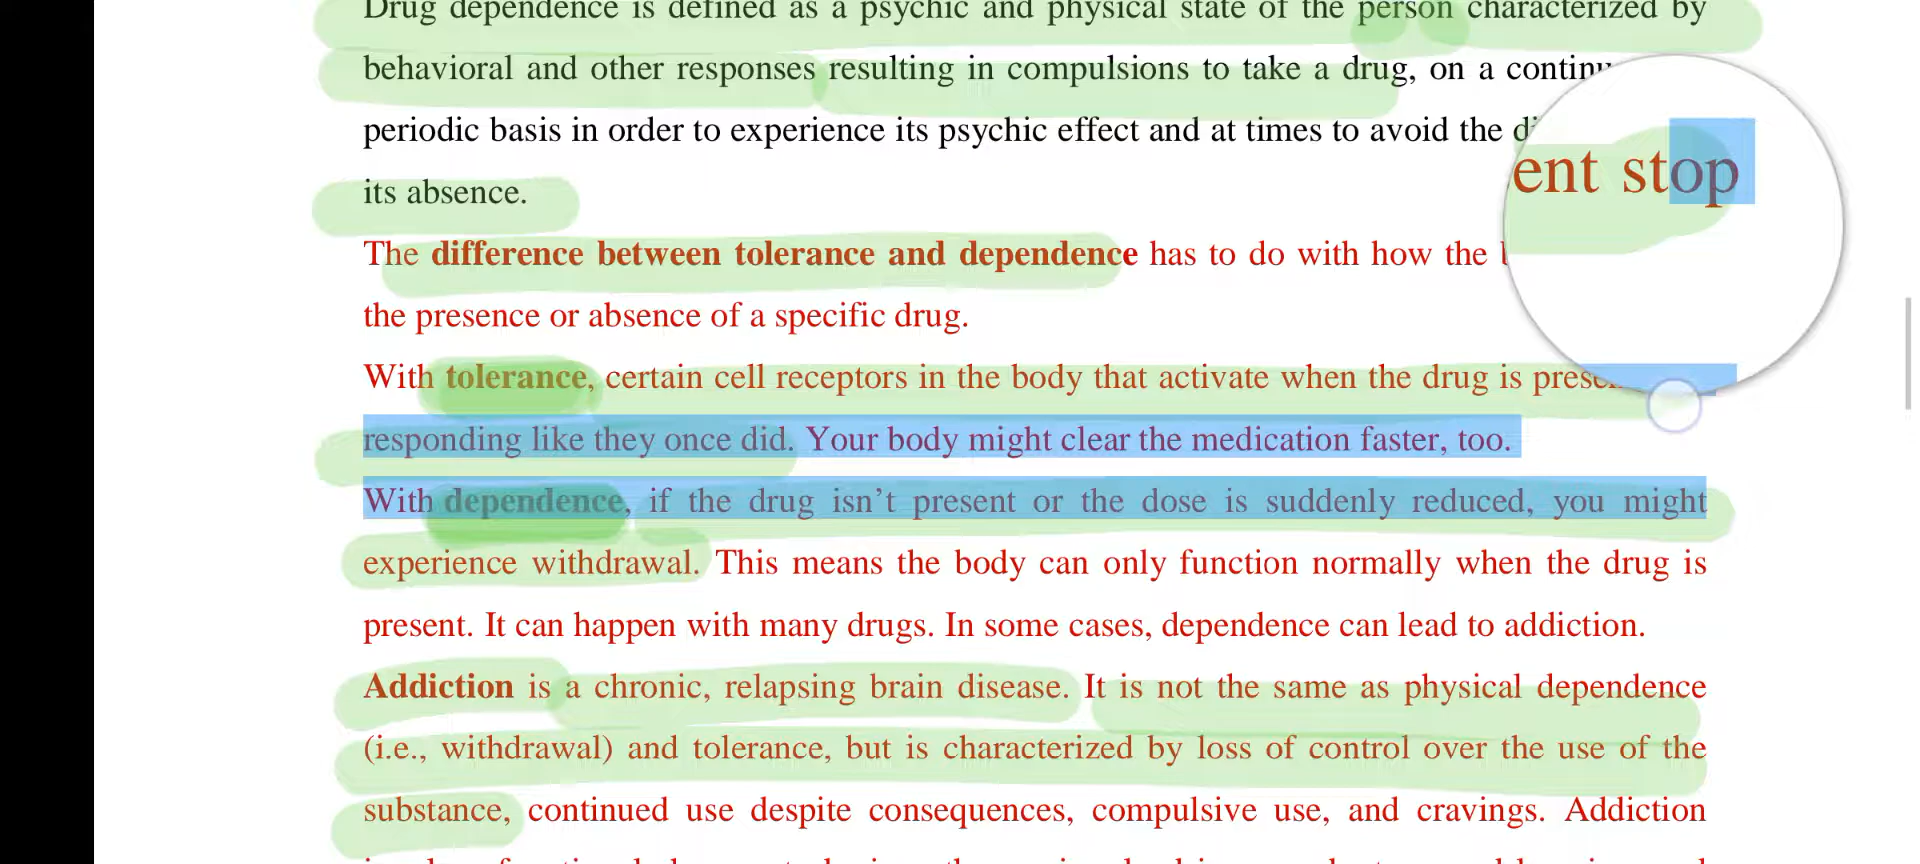 Drug dependence is defined as a psychic and physical state of the person characterized by
behavioral and other responses resulting in compulsions to take a drug, on a
periodic basis in order to experience its psychic effect and at times to avoid the
ent stop
its absence.
The difference between tolerance and dependence has to do with how the
the presence or absence of a specific drug.
With tolerance, certain cell receptors in the body that activate when the drug is
responding like they once did. Your body might clear the medication faster, too.
With dependence, if the drug isn’t present or the dose is suddenly reduced, you might
experience withdrawal. This means the body can only function normally when the drug is
present. It can happen with many drugs. In some cases, dependence can lead to addiction.
Addiction is a chronic, relapsing brain disease. It is not the same as physical dependence
(i.e., withdrawal) and tolerance, but is characterized by loss of control over the use of the
substance, continued use despite consequences, compulsive use, and cravings. Addiction